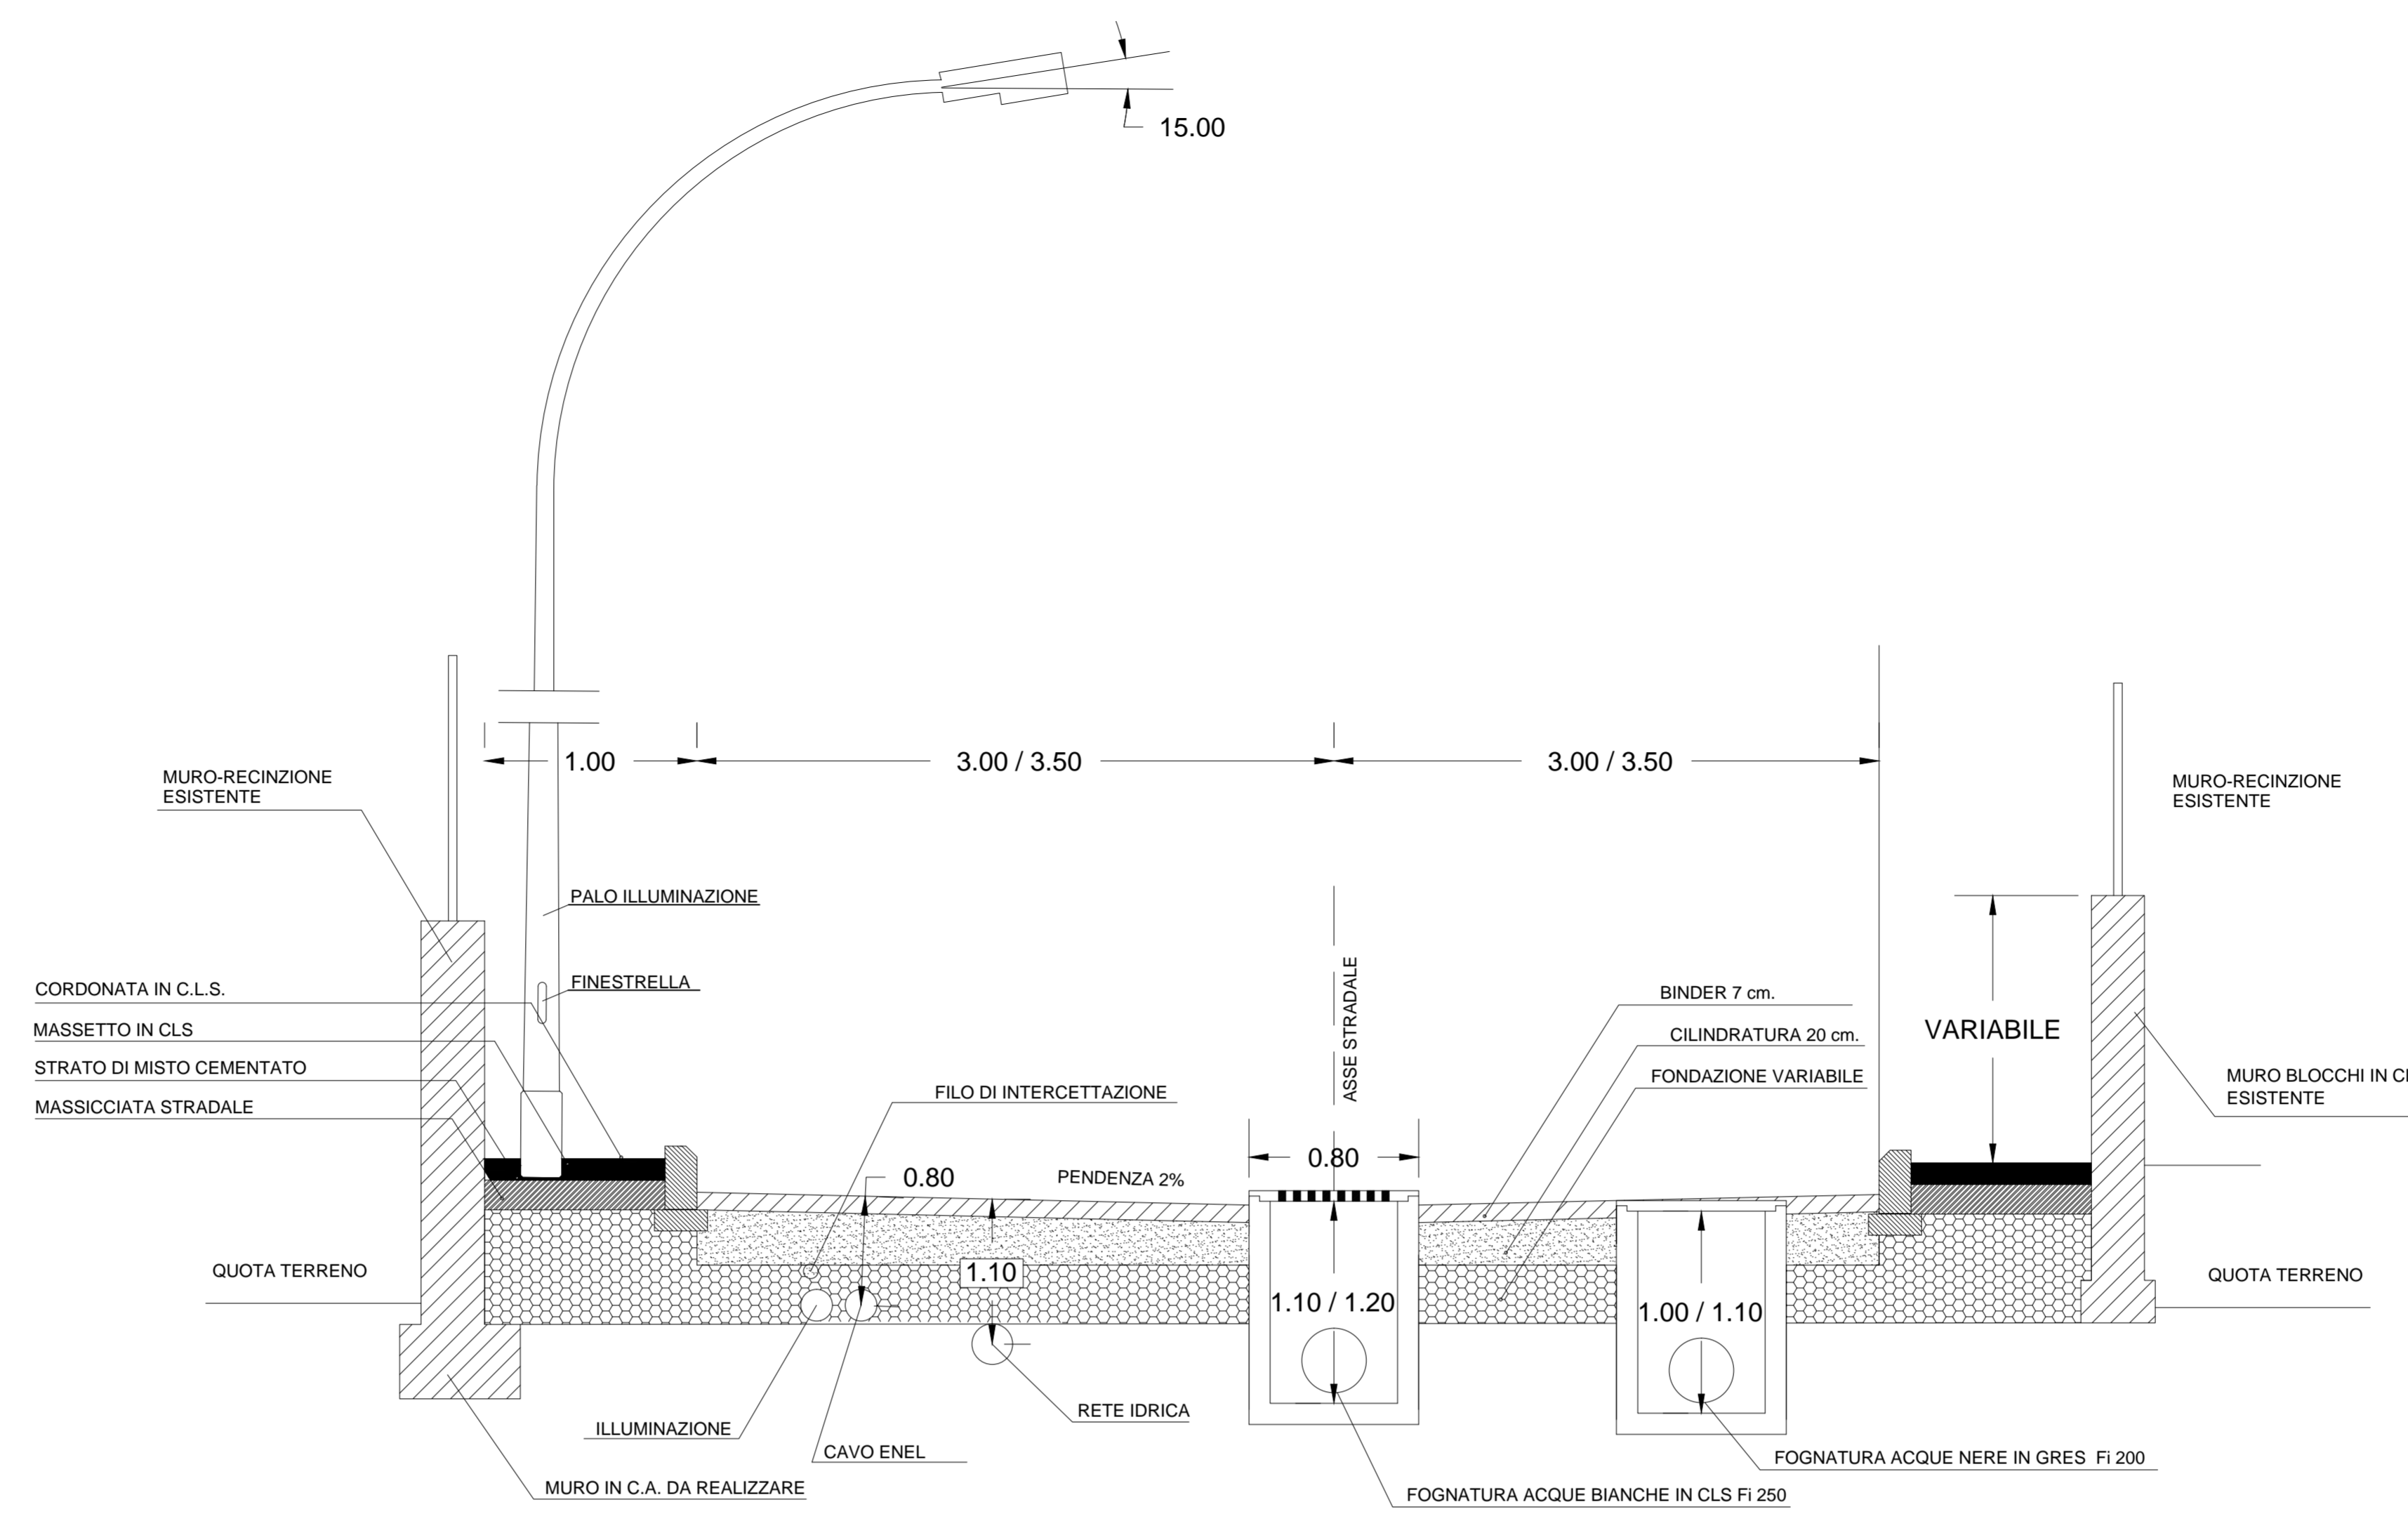 15.00
1.00
3.00 / 3.50
3.00 / 3.50
MURO-RECINZIONE
ESISTENTE
MURO-RECINZIONE
ESISTENTE
PALO ILLUMINAZIONE
FINESTRELLA
CORDONATA IN C.L.S.
MASSETTO IN CLS
STRATO DI MISTO CEMENTATO
MASSICCIATA STRADALE
ASSE STRADALE
BINDER 7 cm.
CILINDRATURA 20 cm.
FONDAZIONE VARIABILE
VARIABILE
MURO BLOCCHI IN
ESISTENTE
FILO DI INTERCETTAZIONE
0.80
PENDENZA 2%
0.80
QUOTA TERRENO
1.10
1.10 / 1.20
1.00 / 1.10
QUOTA TERRENO
RETE IDRICA
ILLUMINAZIONE
CAVO ENEL
MURO IN C.A. DA REALIZZARE
FOGNATURA ACQUE NERE IN GRES Fi 200
FOGNATURA ACQUE BIANCHE IN CLS Fi 250